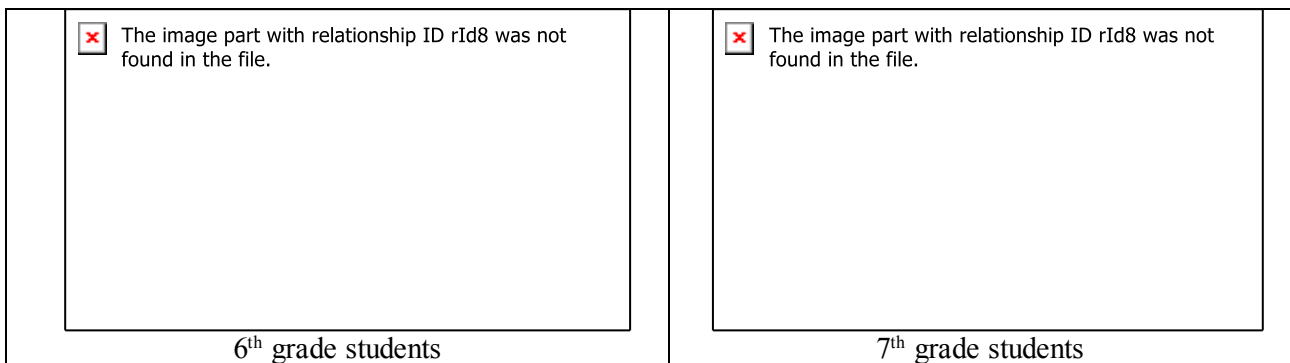 The image part with relationship ID rId8 was not
found in the file.
The image part with relationship ID rId8 was not
found in the file.
6th grade students
7th grade students